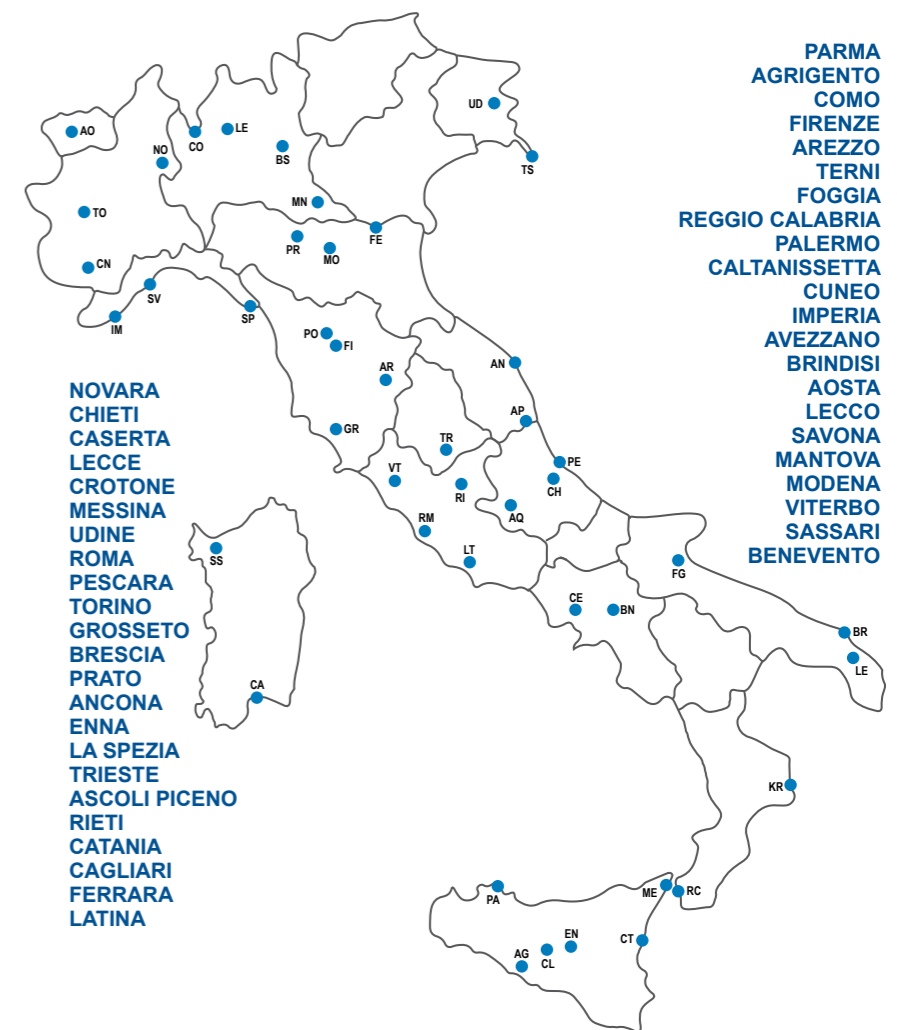 PARMA
AGRIGENTO
COMO
FIRENZE
AREZZO
TERNI
FOGGIA
REGGIO CALABRIA
PALERMO
CALTANISSETTA
CUNEO
IMPERIA
AVEZZANO
BRINDISI
AOSTA
LECCO
SAVONA
MANTOVA
MODENA
VITERBO
SASSARI
BENEVENTO
NOVARA
CHIETI
CASERTA
LECCE
CROTONE
MESSINA
UDINE
ROMA
PESCARA
TORINO
GROSSETO
BRESCIA
PRATO
ANCONA
ENNA
LA SPEZIA
TRIESTE
ASCOLI PICENO
RIETI
CATANIA
CAGLIARI
FERRARA
LATINA
UD
AO
LE
CO
NO
BS
TS
MN
TO
FE
PR
MO
CN
SV
SP
IM
PO
FI
AR
AN
AP
GR
TR
PE
VT
RI
CH
AQ
RM
LT
SS
FG
CE
BN
BR
LE
CA
KR
ME
RC
PA
EN
CT
AG
CL